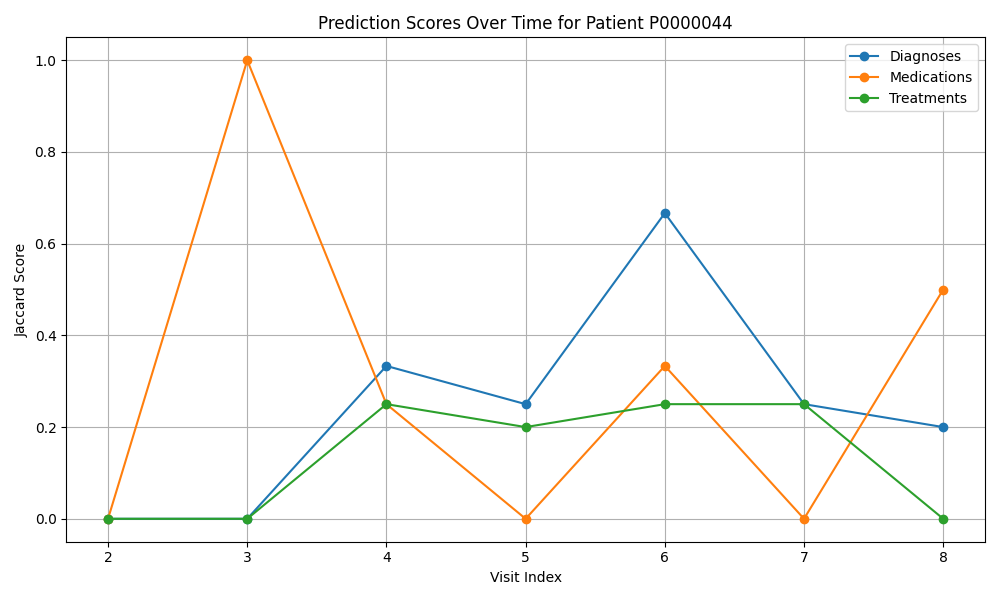 Prediction Scores Over Time for Patient P0000044
Diagnoses
Medications
Treatments
Jaccard Score
1.0
0.8
0.6
0.4
0.2
0.0
2 3 4 5 6 7 8
Visit Index